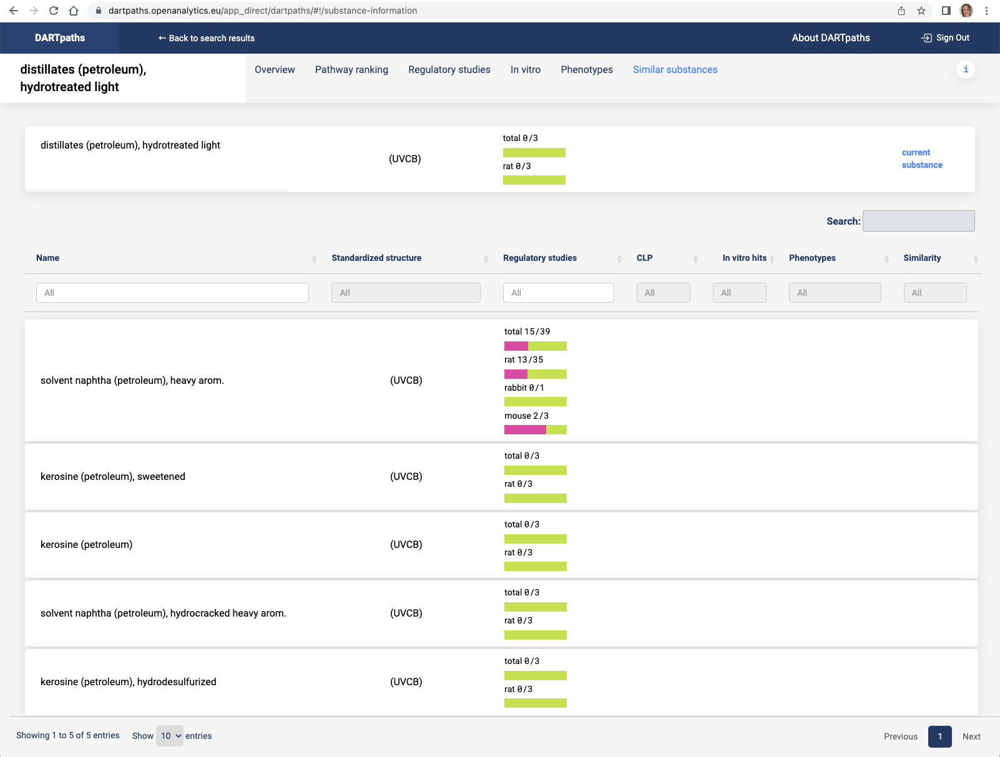 dartpaths.openanalytics.eu/app_direct/dartpaths/#!/substance-information
DARTpaths
← Back to search results
About DARTpaths
Sign Out
distillates (petroleum),
hydrotreated light
Overview Pathway ranking Regulatory studies In vitro Phenotypes Similar substances
i
distillates (petroleum), hydrotreated light
(UVCB)
total 0/3
rat 0/3
current
substance
Search:
Name Standardized structure Regulatory studies CLP In vitro hits Phenotypes Similarity
All All All All All All All
solvent naphtha (petroleum), heavy arom.
(UVCB)
total 15/39
rat 13/35
rabbit 0/1
mouse 2/3
kerosine (petroleum), sweetened
(UVCB)
total 0/3
rat 0/3
kerosine (petroleum)
(UVCB)
total 0/3
rat 0/3
solvent naphtha (petroleum), hydrocracked heavy arom.
(UVCB)
total 0/3
rat 0/3
kerosine (petroleum), hydrodesulfurized
(UVCB)
total 0/3
rat 0/3
Showing 1 to 5 of 5 entries Show 10 entries
Previous 1 Next